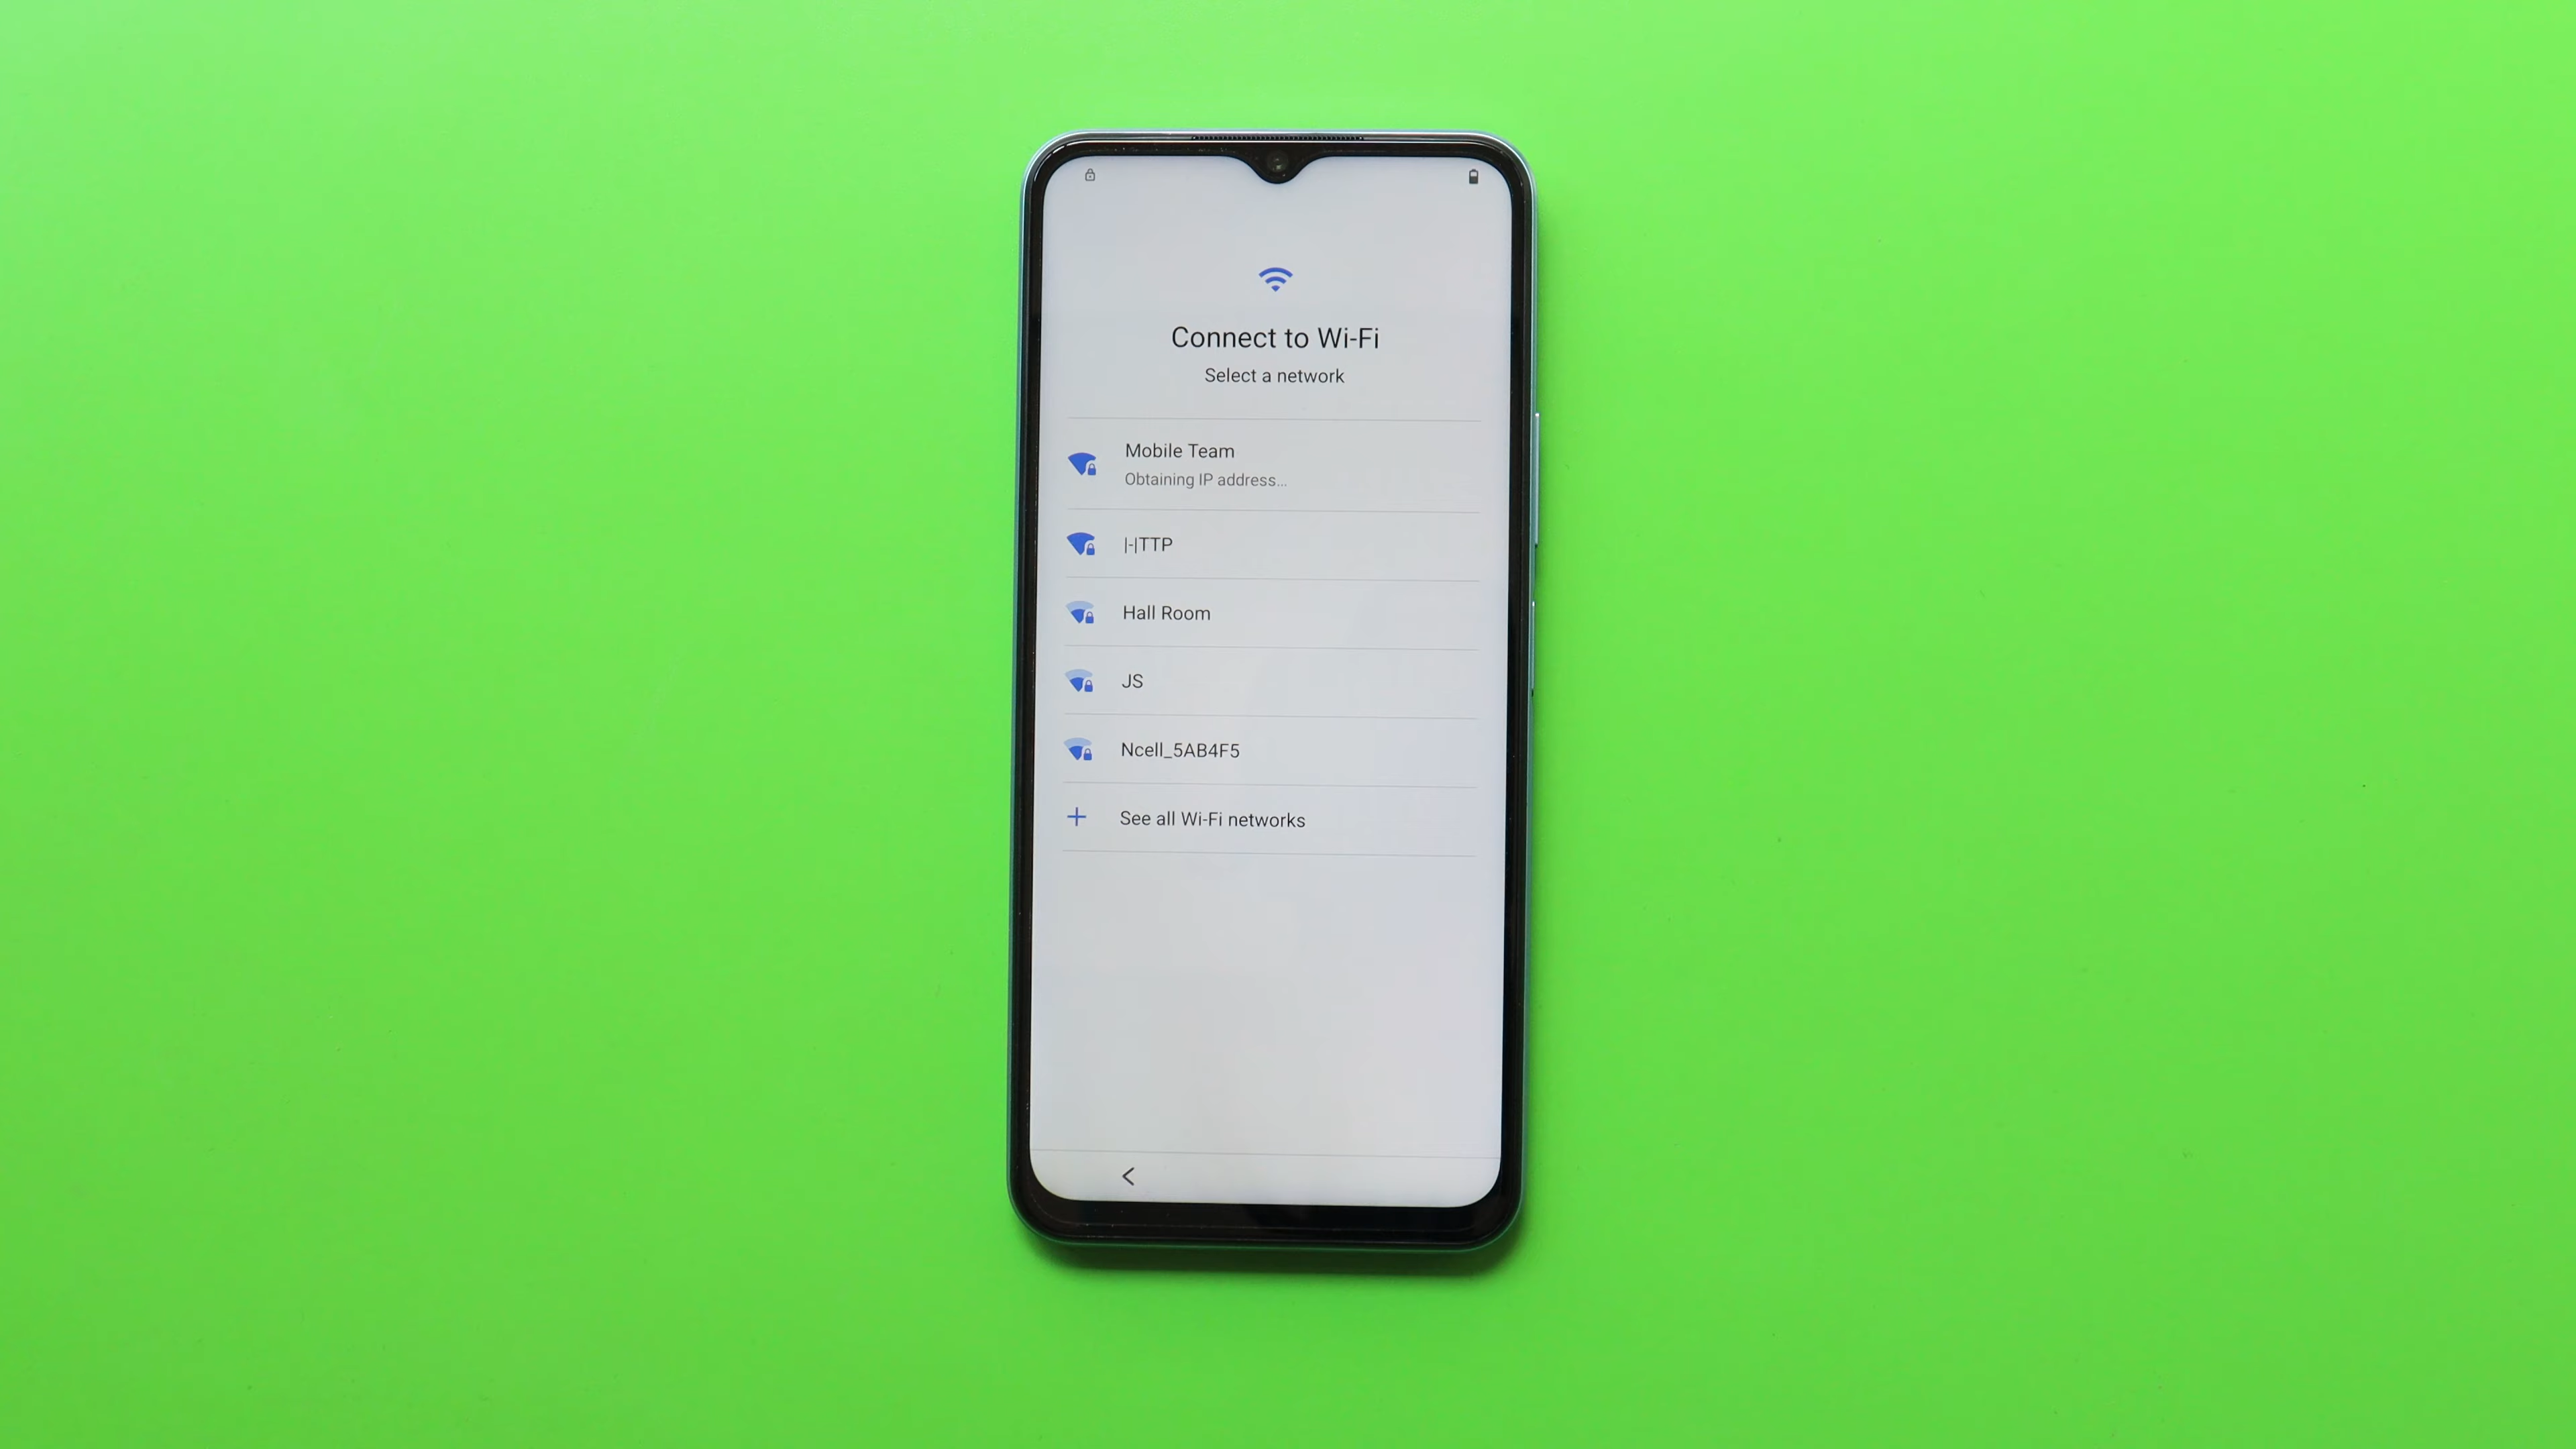 Connect to Wi-Fi
Select a network
Mobile Team
Obtaining IP address...
|-|TTP
Hall Room
JS
Ncell_5AB4F5
See all Wi-Fi networks